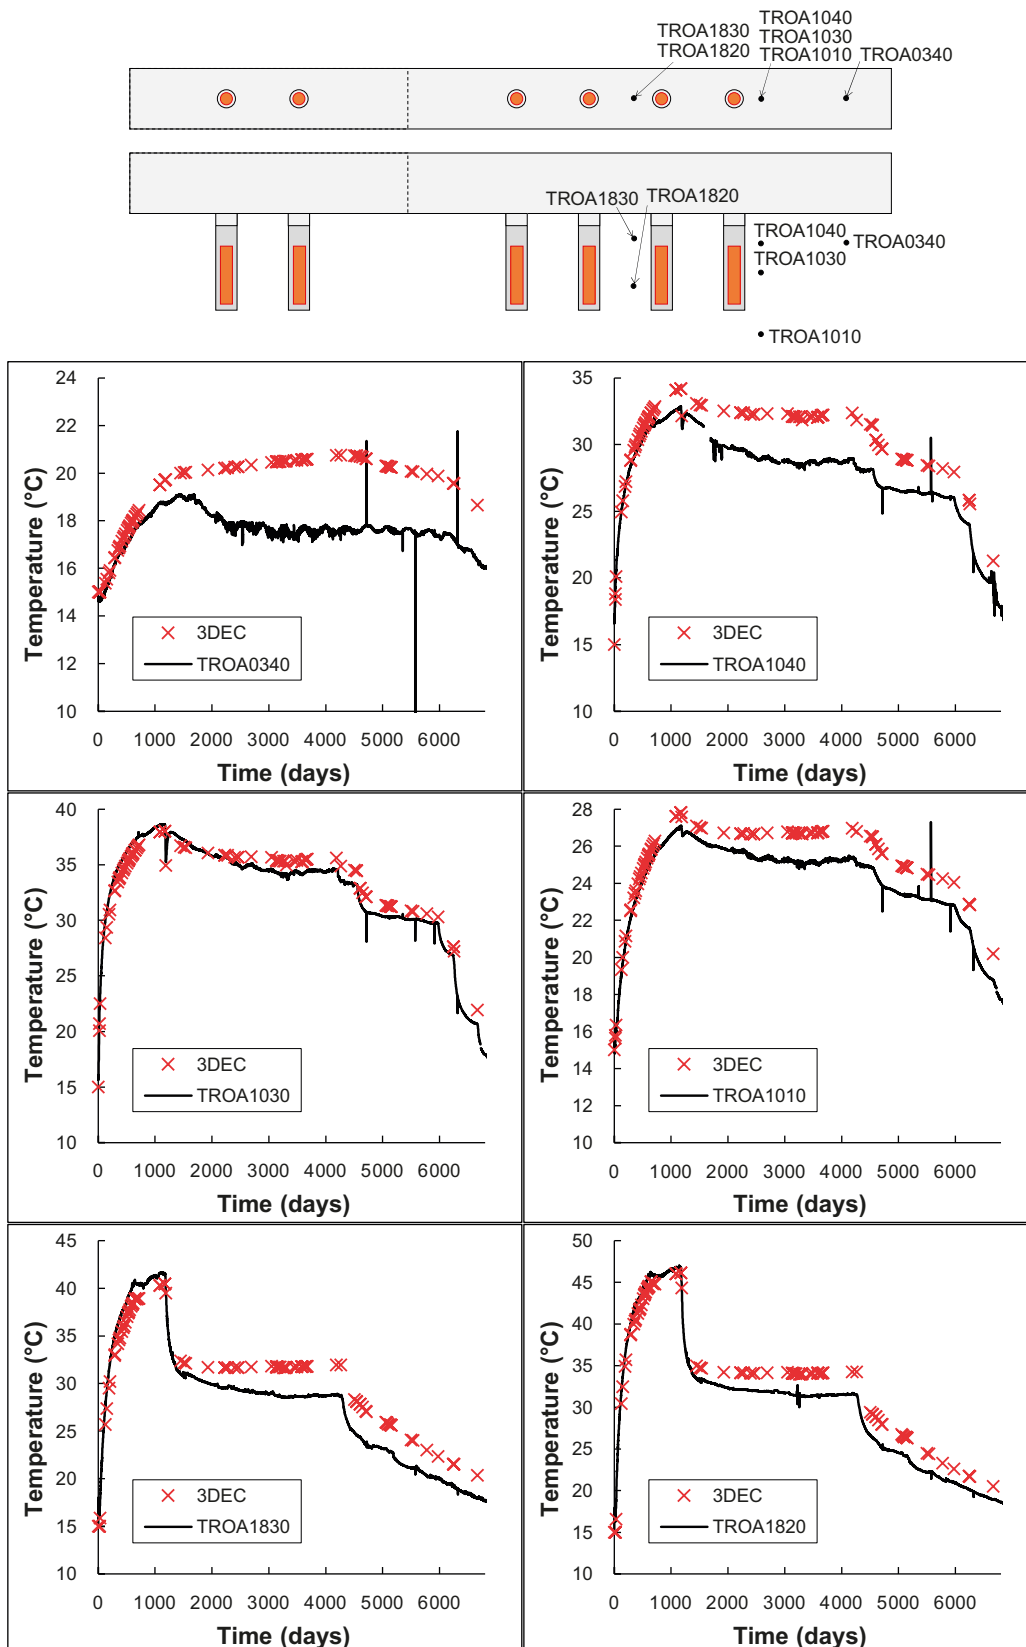 TROA1040
TROA1830 TROA1030
TROA1820 TROA1010 TROA0340
TROA1830 TROA1820
TROA1040
TROA0340
TROA1030
TROA1010
24
22
20
18
16
14
12
10
Temperature (°C)
3DEC
TROA0340
0 1000 2000 3000 4000 5000 6000
Time (days)
35
30
25
20
15
10
Temperature (°C)
3DEC
TROA1040
0 1000 2000 3000 4000 5000 6000
Time (days)
40
35
30
25
20
15
10
Temperature (°C)
3DEC
TROA1030
0 1000 2000 3000 4000 5000 6000
Time (days)
28
26
24
22
20
18
16
14
12
10
Temperature (°C)
3DEC
TROA1010
0 1000 2000 3000 4000 5000 6000
Time (days)
45
40
35
30
25
20
15
10
Temperature (°C)
3DEC
TROA1830
0 1000 2000 3000 4000 5000 6000
Time (days)
50
45
40
35
30
25
20
15
10
Temperature (°C)
3DEC
TROA1820
0 1000 2000 3000 4000 5000 6000
Time (days)